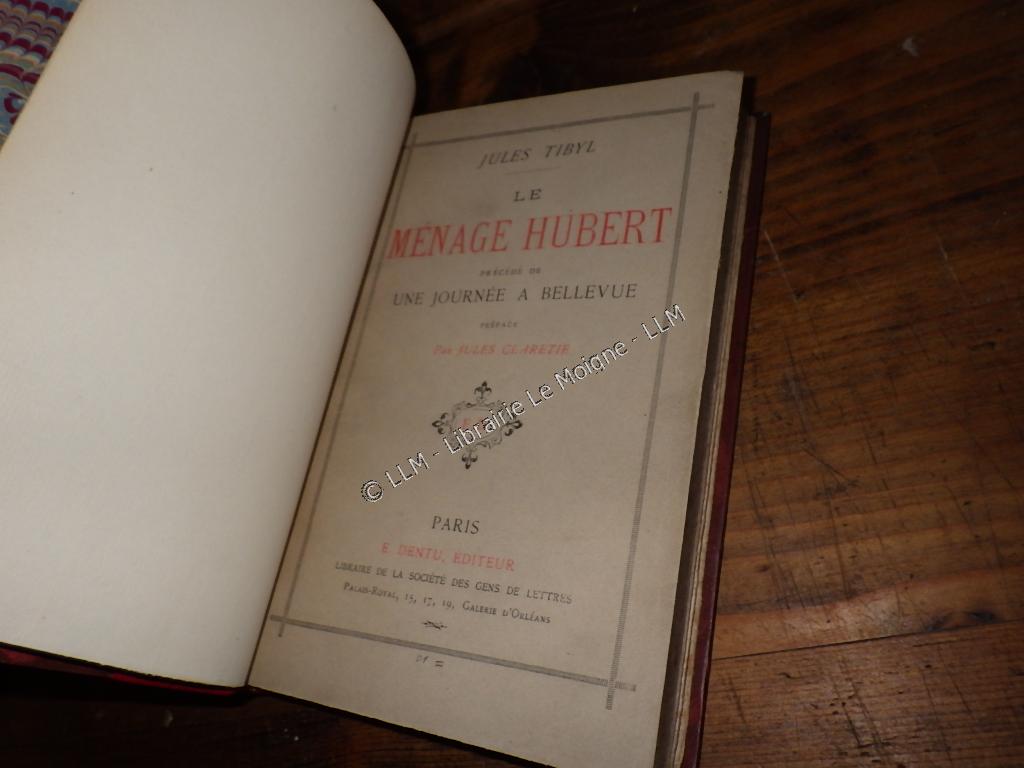 JULES TIBYL
LE
MÉNAGE HUBERT
PRÉCÉDÉ DE
UNE JOURNÉE A BELLEVUE
PRÉFACE
Par JULES CLARETIE
© LLM - Librairie Le Moigne - LLM
PARIS
E. DENTU, ÉDITEUR
LIBRAIRE DE LA SOCIÉTÉ DES GENS DE LETTRES
PALAIS-ROYAL, 15, 17, 19, GALERIE D'ORLÉANS